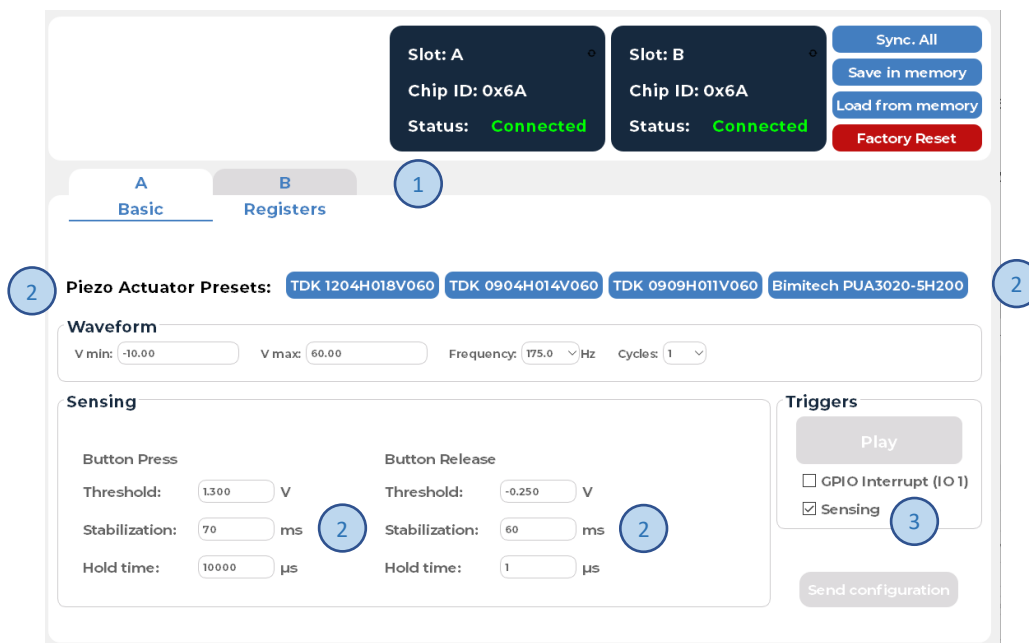 Slot: A
Chip ID: 0x6A
Status: Connected
Slot: B
Chip ID: 0x6A
Status: Connected
Sync. All
Save in memory
Load from memory
Factory Reset
A
B
1
Basic
Registers
2
Piezo Actuator Presets:
TDK 1204H018V060
TDK 0904H014V060
TDK 0909H011V060
Bimitech PUA3020-5H200
2
Waveform
V min: -10.00
V max: 60.00
Frequency: 175.0 Hz
Cycles: 1
Sensing
Button Press
Threshold: 1.300 V
Stabilization: 70 ms
2
Hold time: 10000 µs
Button Release
Threshold: -0.250 V
Stabilization: 60 ms
2
Hold time: 1 µs
Triggers
Play
GPIO Interrupt (IO 1)
Sensing
3
Send configuration